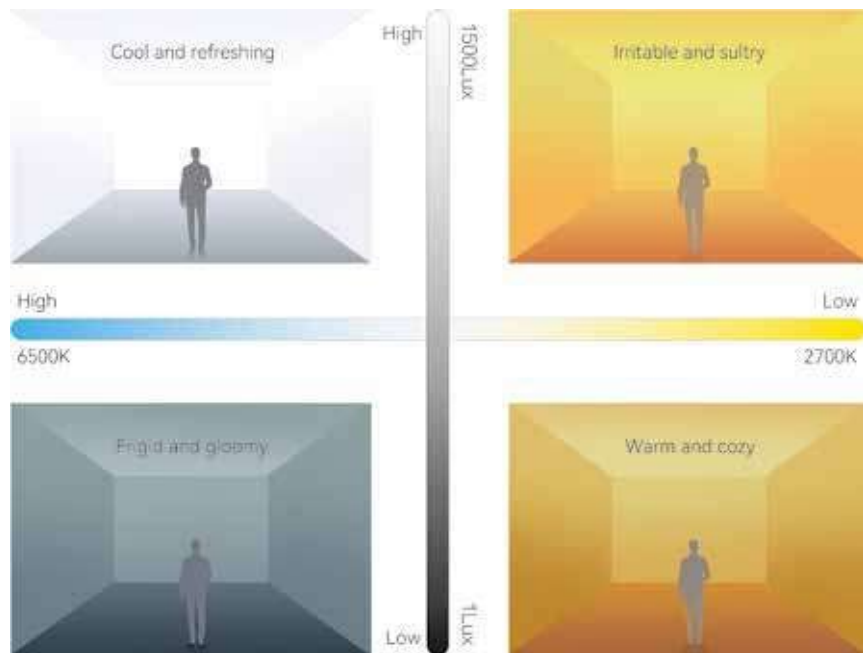 Cool and refreshing
High
1500Lux
Irritable and sultry
High
Low
6500K
2700K
Frigid and gloomy
Warm and cozy
Low
1Lux